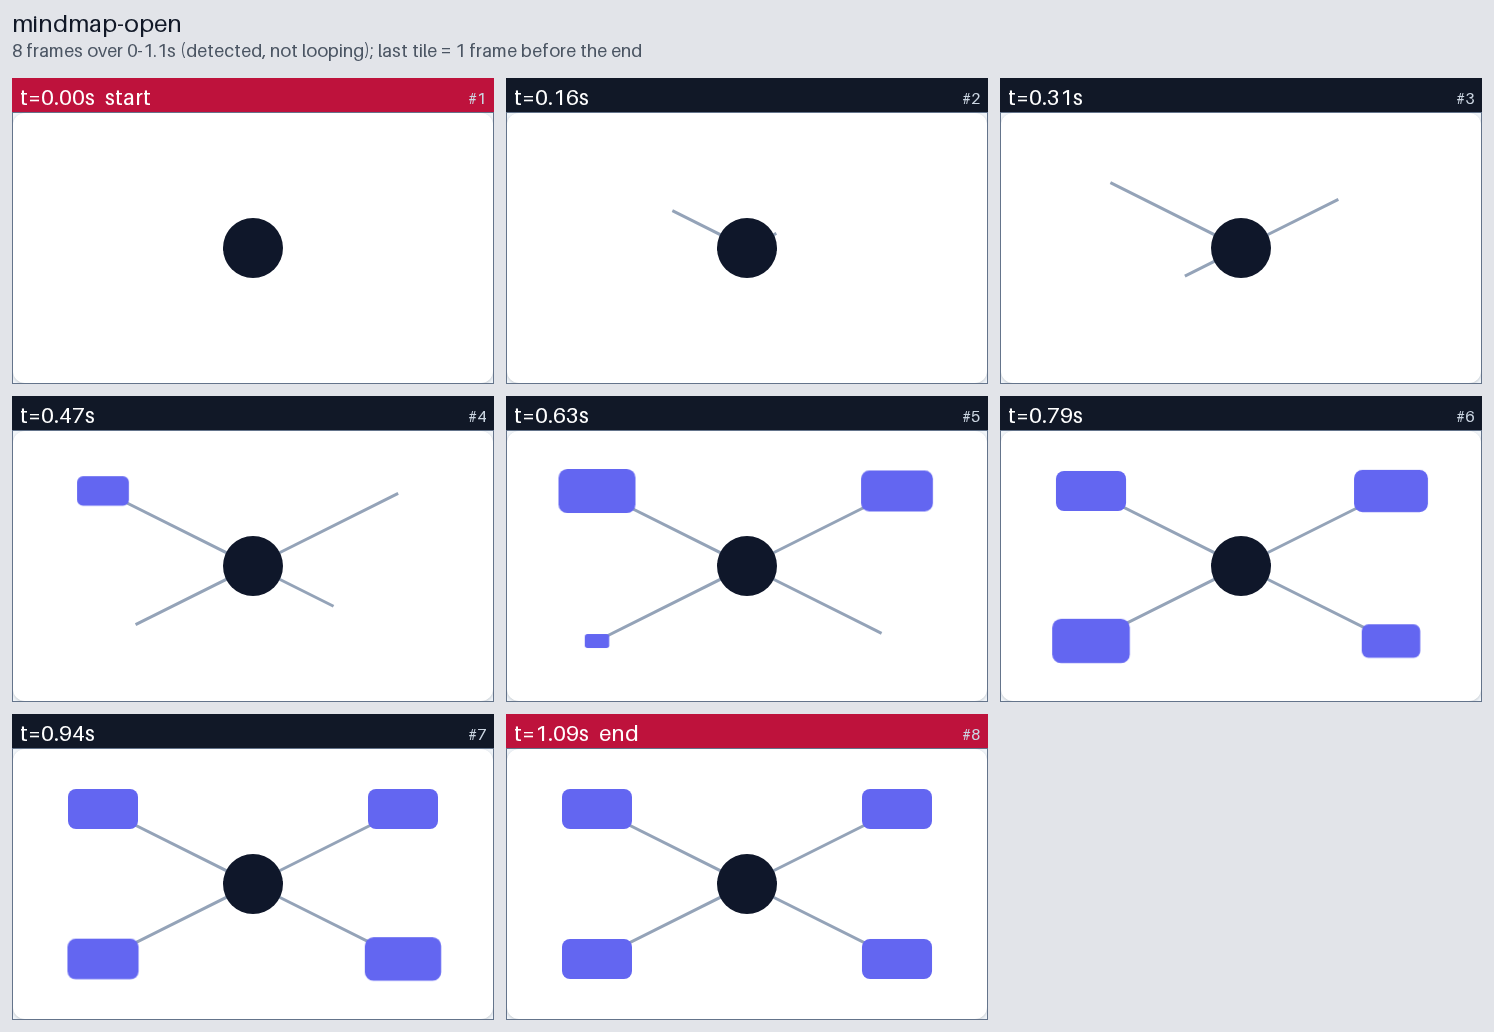 mindmap-open
8 frames over 0-1.1s (detected, not looping); last tile = 1 frame before the end
t=0.00s start #1
t=0.16s #2
t=0.31s #3
t=0.47s #4
t=0.63s #5
t=0.79s #6
t=0.94s #7
t=1.09s end #8